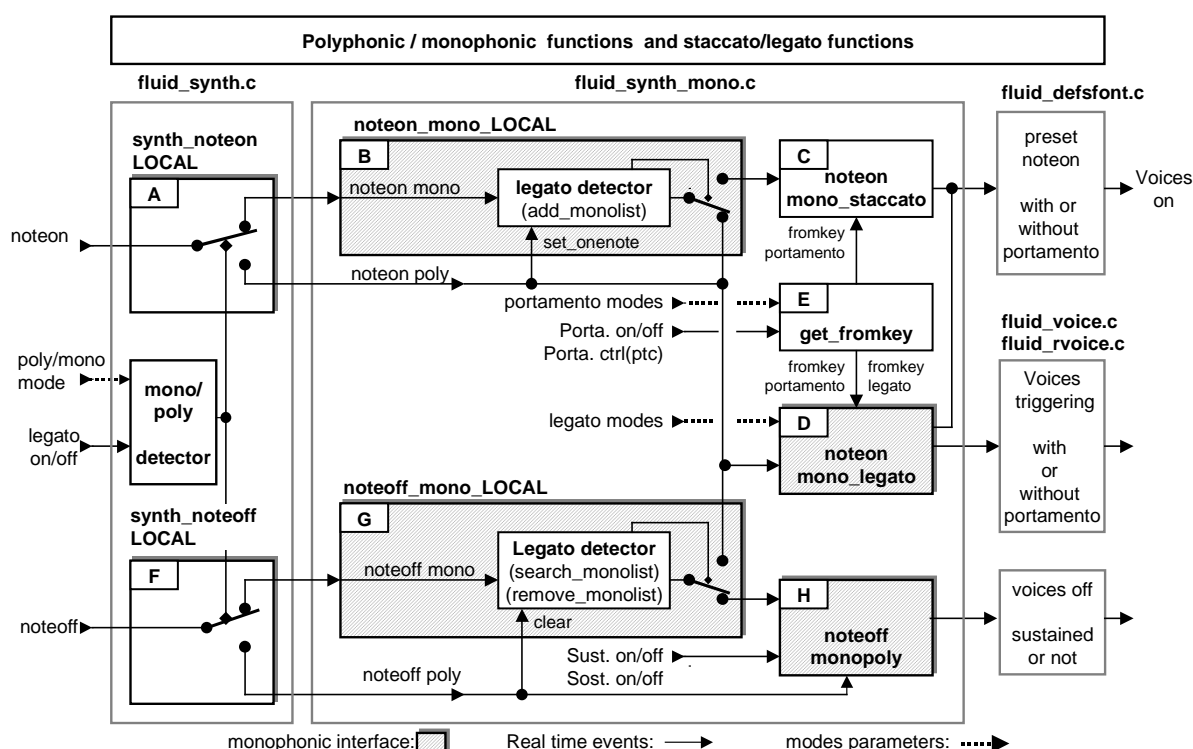 Polyphonic / monophonic functions and staccato/legato functions
fluid_synth.c
fluid_synth_mono.c
fluid_defsfont.c
synth_noteon
LOCAL
A
noteon
noteon_mono_LOCAL
B
noteon mono
legato detector
(add_monolist)
set_onenote
noteon poly
C
noteon
mono_staccato
fromkey
portamento
preset
noteon
with or
without
portamento
Voices
on
portamento modes
Porta. on/off
Porta. ctrl(ptc)
E
get_fromkey
fromkey
portamento
fromkey
legato
fluid_voice.c
fluid_rvoice.c
Voices
triggering
with
or
without
portamento
poly/mono
mode
legato
on/off
mono/
poly
detector
legato modes
D
noteon
mono_legato
synth_noteoff
LOCAL
F
noteoff
noteoff_mono_LOCAL
G
noteoff mono
Legato detector
(search_monolist)
(remove_monolist)
clear
noteoff poly
Sust. on/off
Sost. on/off
H
noteoff
monopoly
voices off
sustained
or not
monophonic interface:
Real time events:
modes parameters: